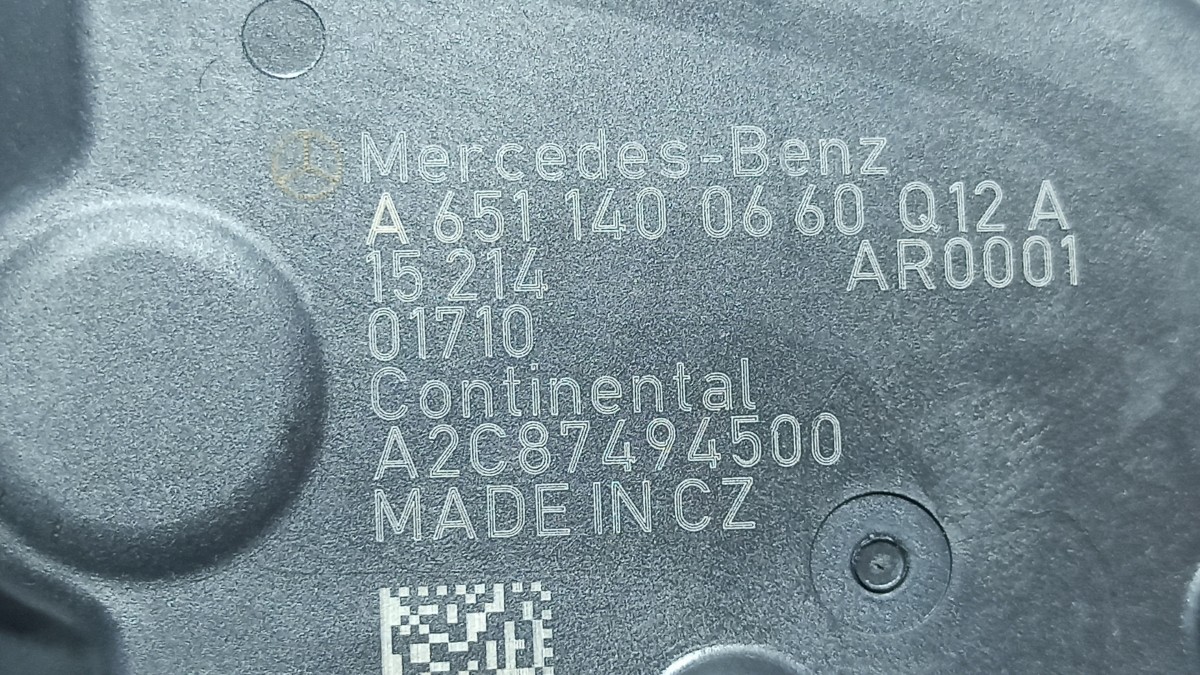 Mercedes-Benz
A 651 140 06 60 Q12 A
15 214 AR0001
01710
Continental
A2C87494500
MADE IN CZ